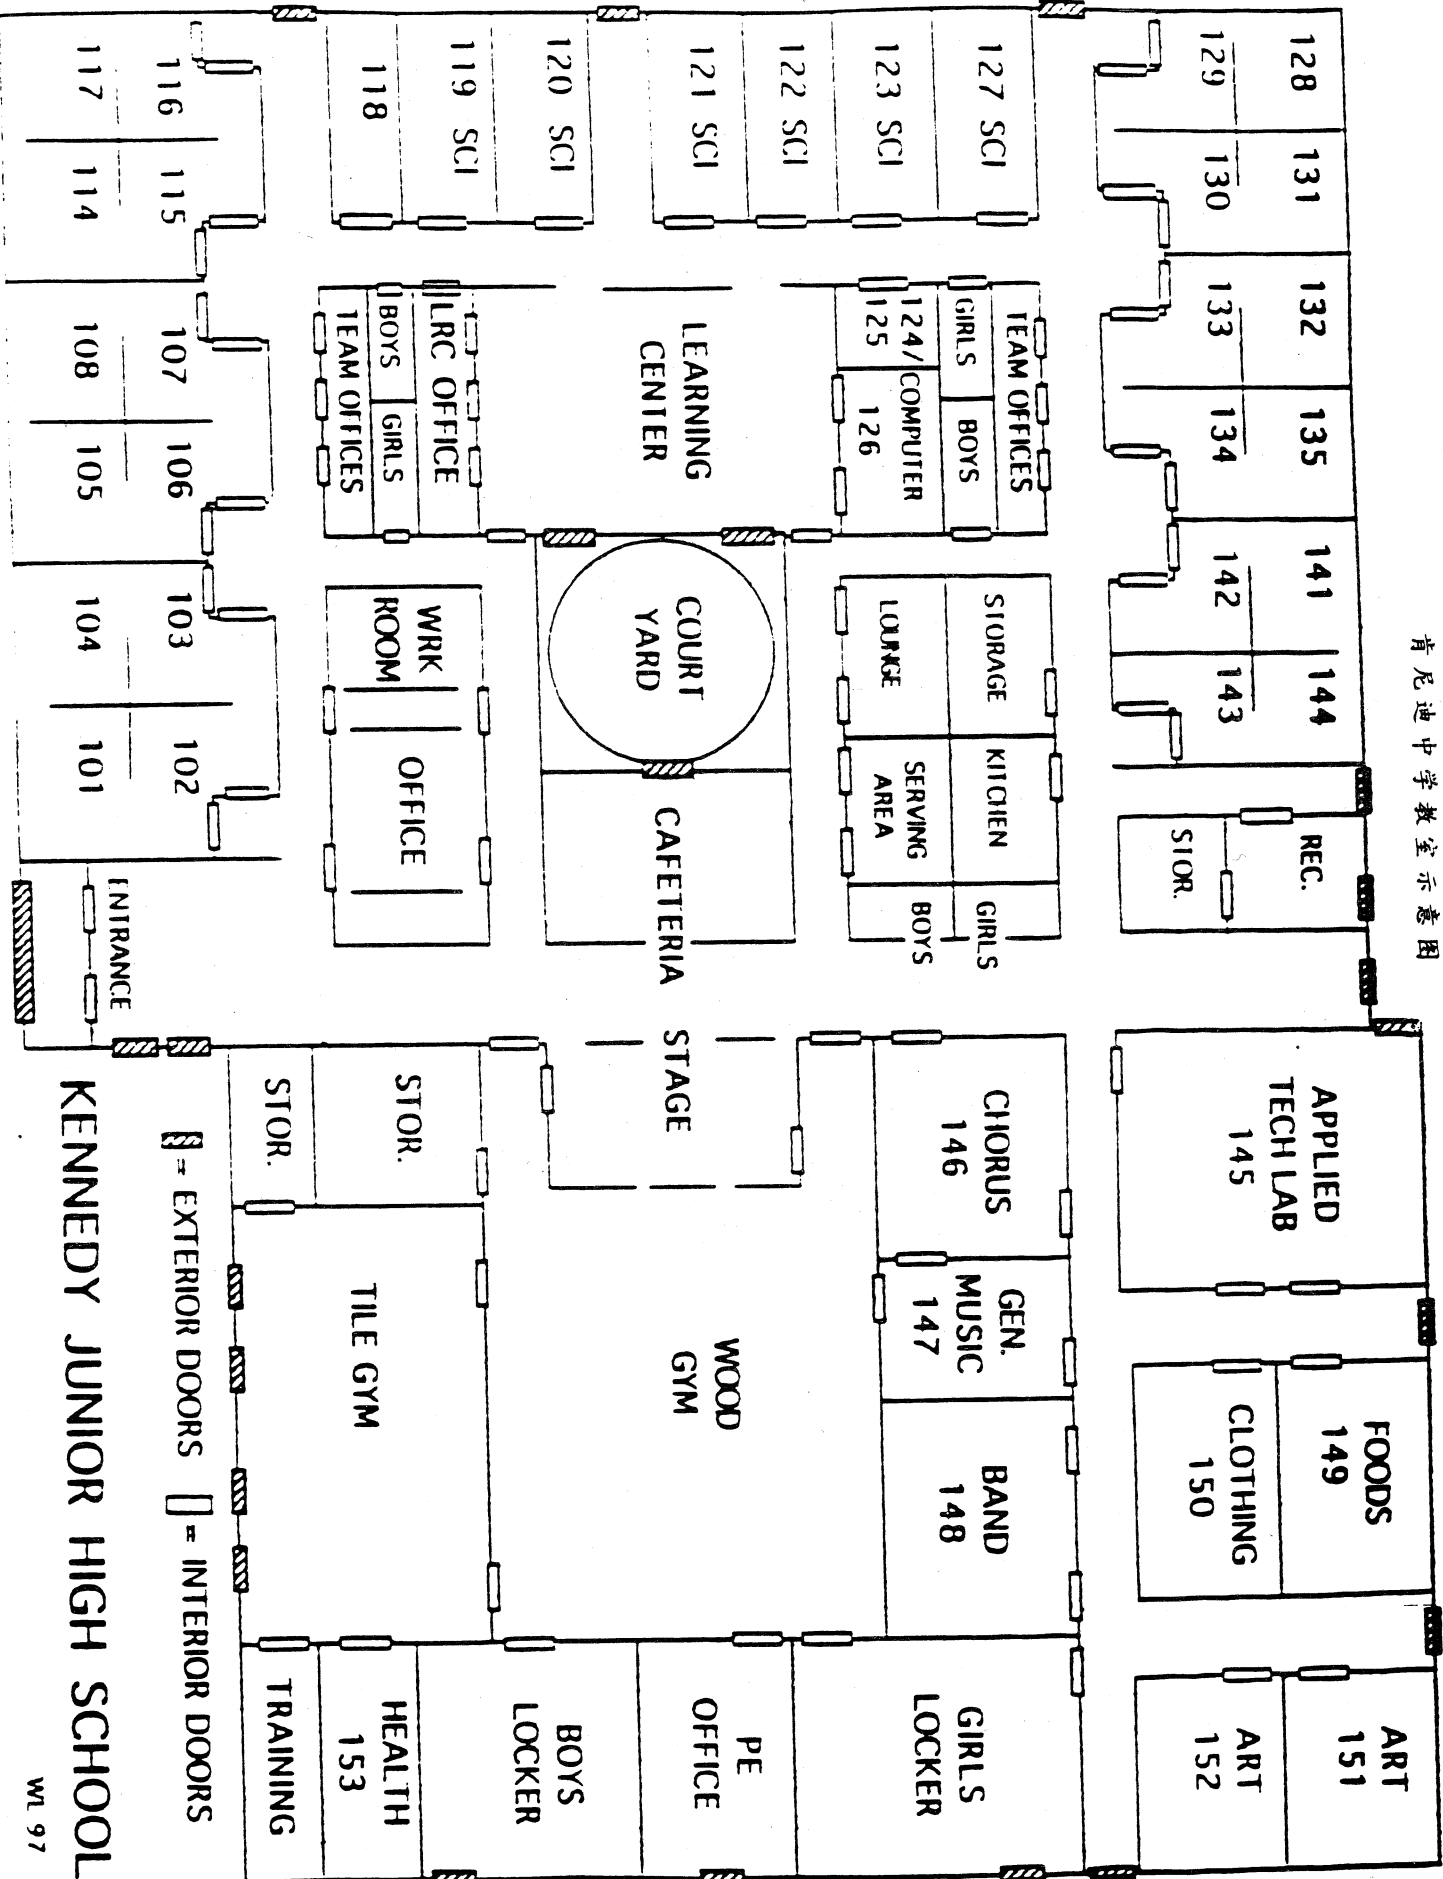 肯尼迪中学教室示意图
128
129
131
130
132
133
135
134
141
142
144
143
REC.
STOR.
APPLIED
TECH LAB
145
FOODS
149
CLOTHING
150
ART
151
ART
152
127 SCI
123 SCI
122 SCI
121 SCI
120 SCI
119 SCI
118
TEAM OFFICES
GIRLS
BOYS
124/
125
COMPUTER
126
LEARNING
CENTER
LRC OFFICE
BOYS
GIRLS
TEAM OFFICES
STORAGE
LOUNGE
KITCHEN
SERVING
AREA
GIRLS
BOYS
COURT
YARD
CAFETERIA
WRK
ROOM
OFFICE
STAGE
CHORUS
146
GEN.
MUSIC
147
BAND
148
WOOD
GYM
STOR.
STOR.
TILE GYM
GIRLS
LOCKER
PE
OFFICE
BOYS
LOCKER
HEALTH
153
TRAINING
116
117
115
114
107
108
106
105
103
104
102
101
ENTRANCE
= EXTERIOR DOORS
= INTERIOR DOORS
KENNEDY JUNIOR HIGH SCHOOL
WL 97